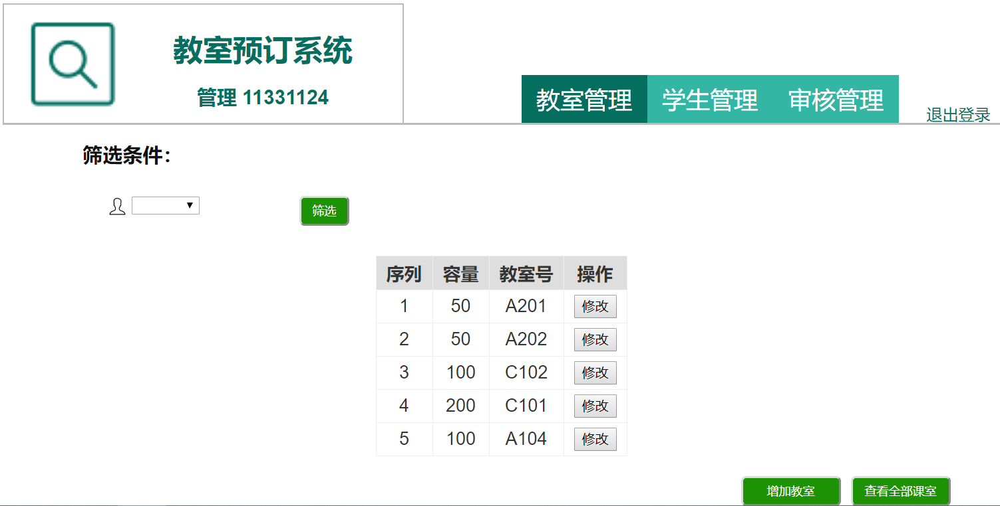 教室预订系统
管理 11331124
教室管理 学生管理 审核管理 退出登录
筛选条件：
筛选
序列 容量 教室号 操作
1 50 A201 修改
2 50 A202 修改
3 100 C102 修改
4 200 C101 修改
5 100 A104 修改
增加教室 查看全部课室